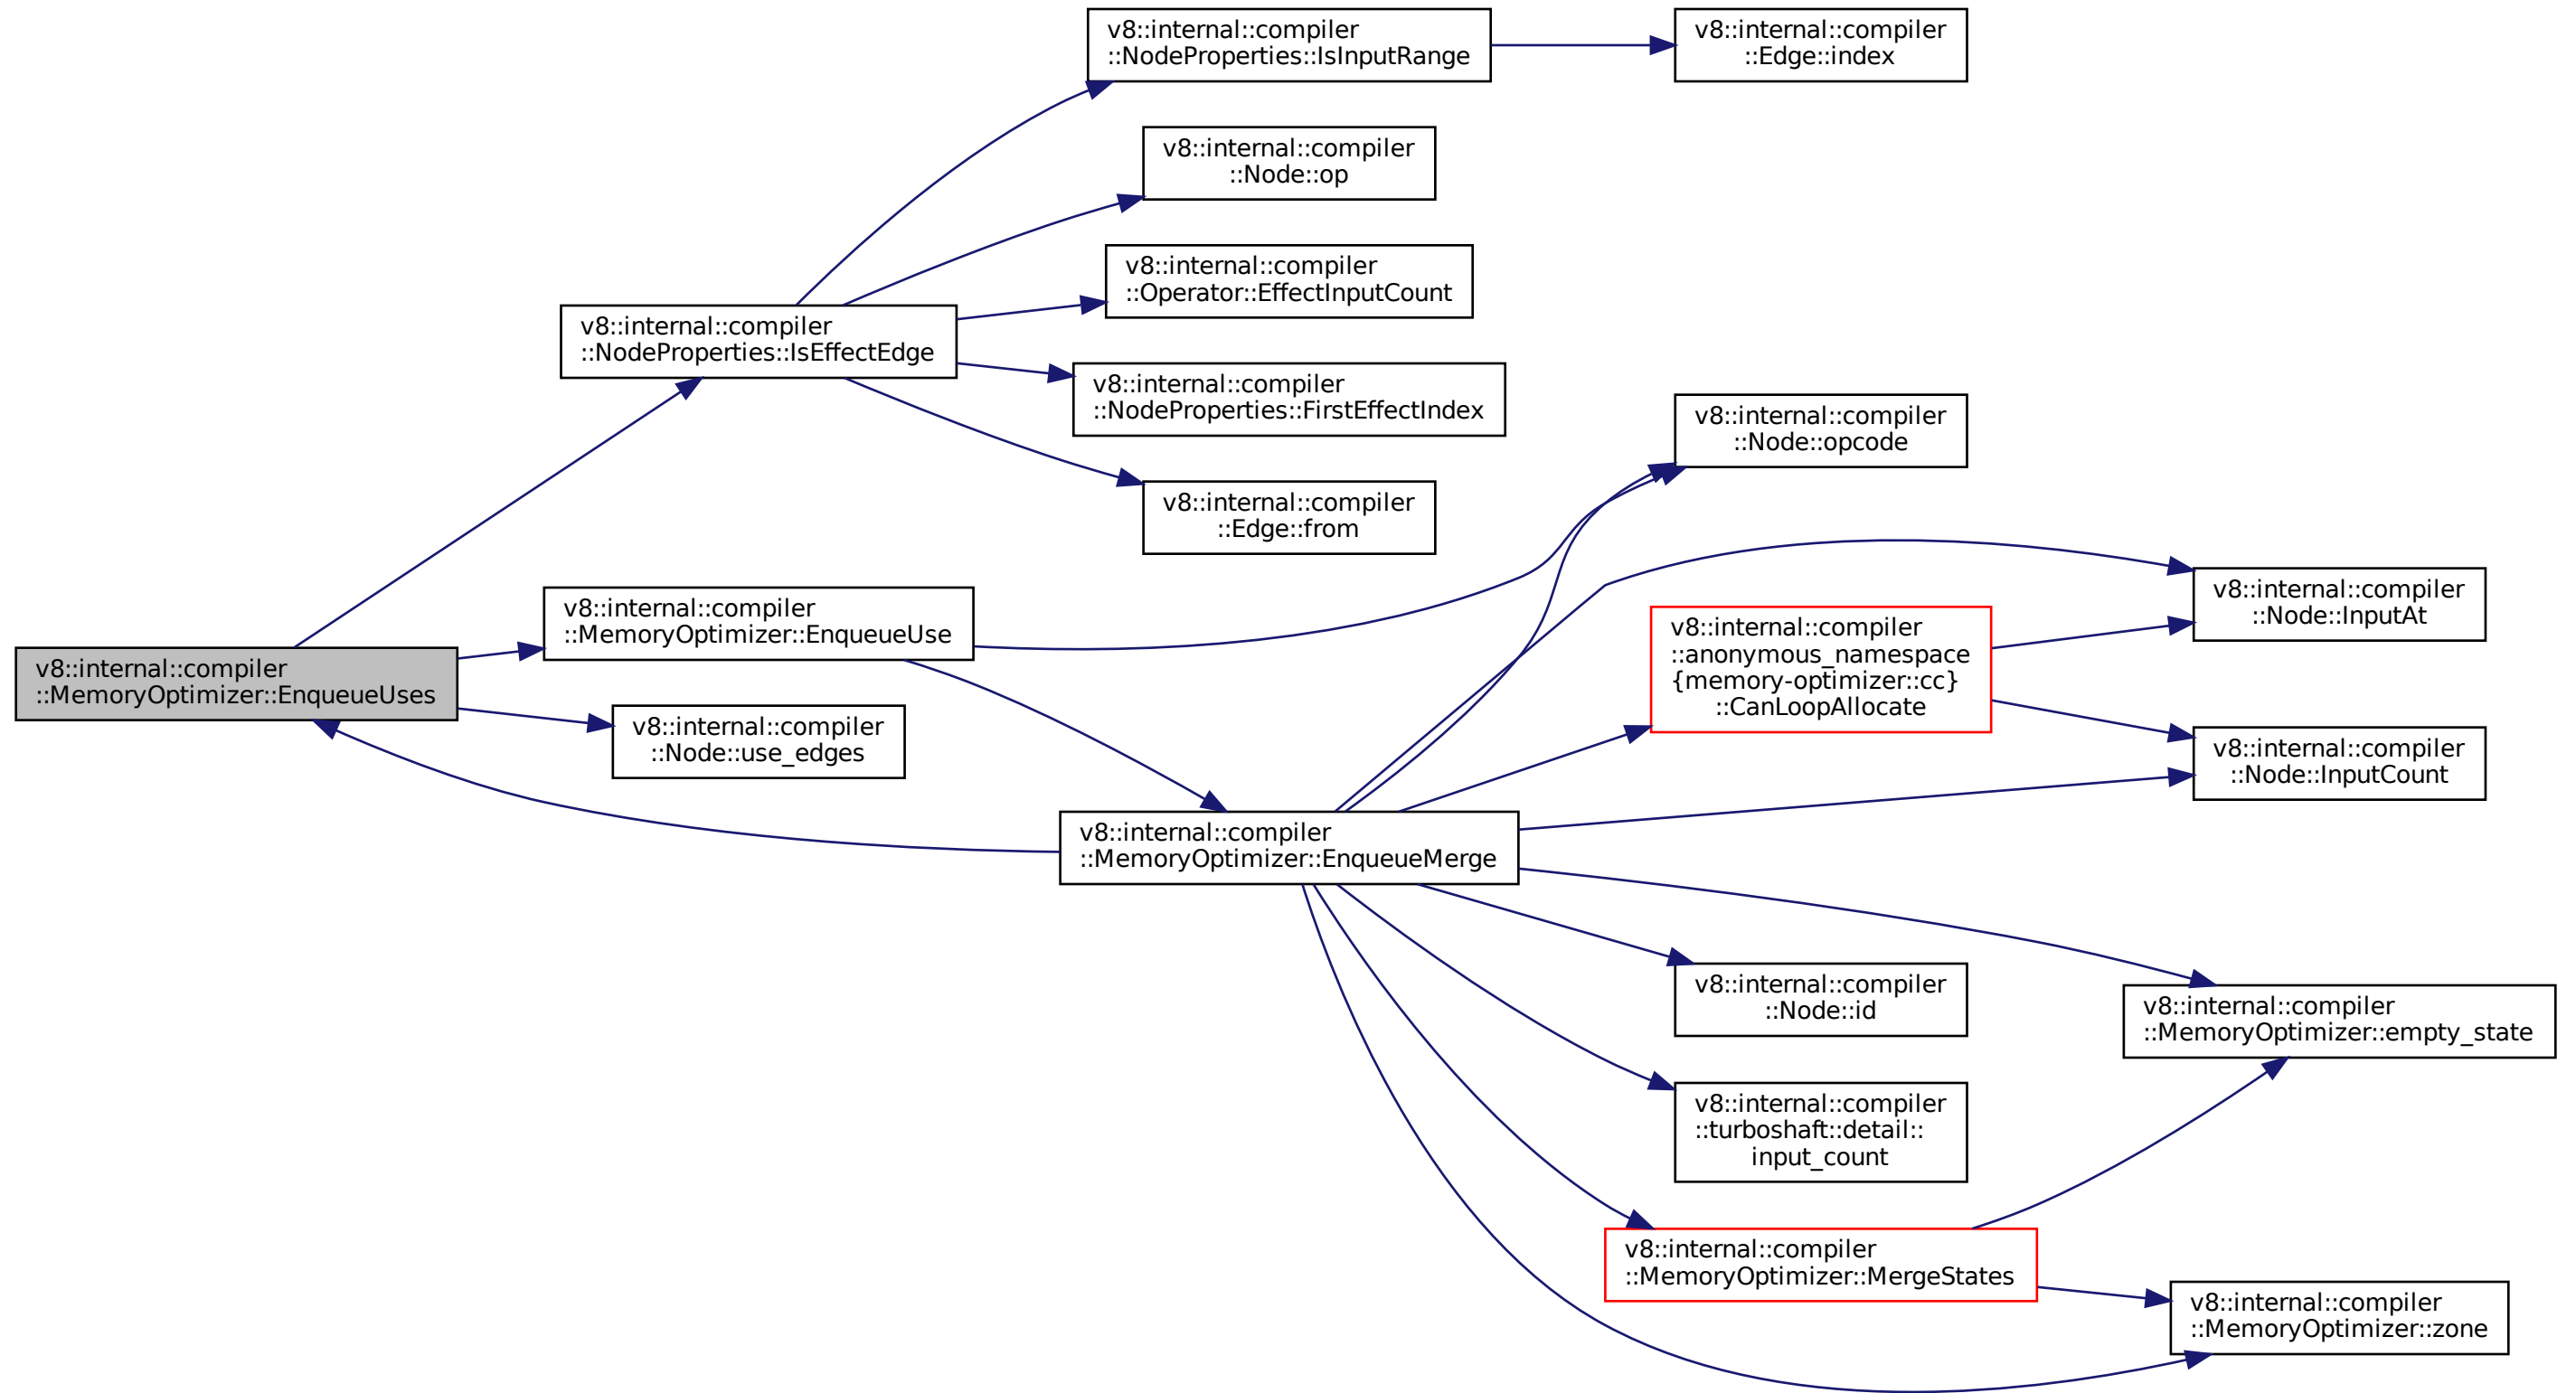 v8::internal::compiler
::NodeProperties::IsInputRange
v8::internal::compiler
::Edge::index
v8::internal::compiler
::Node::op
v8::internal::compiler
::Operator::EffectInputCount
v8::internal::compiler
::NodeProperties::IsEffectEdge
v8::internal::compiler
::NodeProperties::FirstEffectIndex
v8::internal::compiler
::Node::opcode
v8::internal::compiler
::Edge::from
v8::internal::compiler
::MemoryOptimizer::EnqueueUse
v8::internal::compiler
::Node::InputAt
v8::internal::compiler
::anonymous_namespace
{memory-optimizer::cc}
::CanLoopAllocate
v8::internal::compiler
::MemoryOptimizer::EnqueueUses
v8::internal::compiler
::Node::use_edges
v8::internal::compiler
::Node::InputCount
v8::internal::compiler
::MemoryOptimizer::EnqueueMerge
v8::internal::compiler
::Node::id
v8::internal::compiler
::MemoryOptimizer::empty_state
v8::internal::compiler
::turboshaft::detail::
input_count
v8::internal::compiler
::MemoryOptimizer::MergeStates
v8::internal::compiler
::MemoryOptimizer::zone